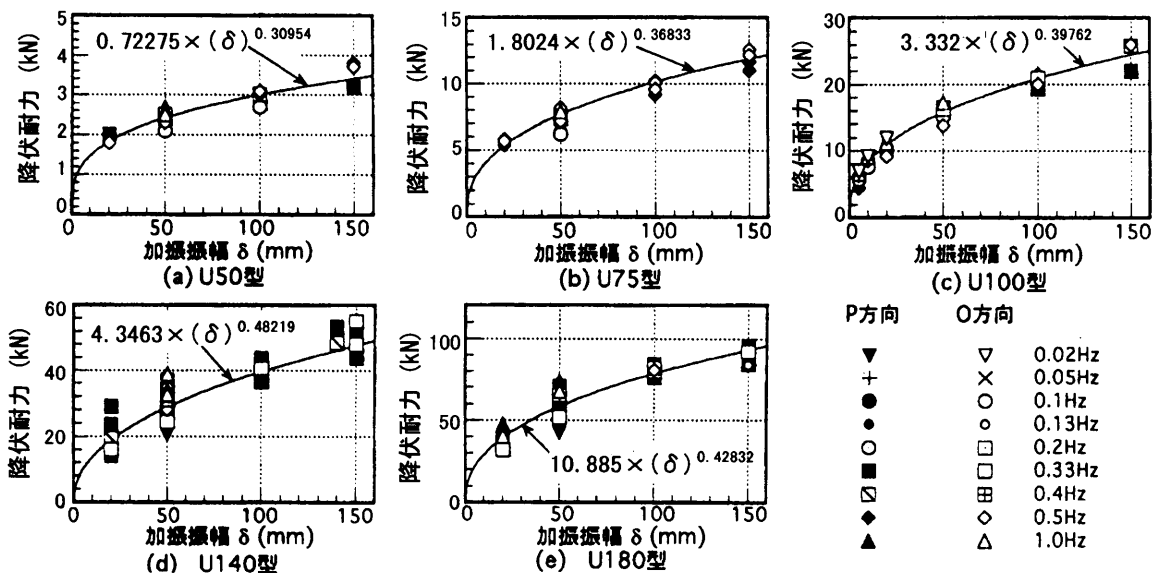 降伏耐力 (kN)
5
4
3
2
1
0
0.72275×(δ)^0.30954
0 50 100 150
加振振幅 δ (mm)
(a) U50型
降伏耐力 (kN)
15
10
5
0
1.8024×(δ)^0.36833
0 50 100 150
加振振幅 δ (mm)
(b) U75型
降伏耐力 (kN)
30
20
10
0
3.332×(δ)^0.39762
0 50 100 150
加振振幅 δ (mm)
(c) U100型
降伏耐力 (kN)
60
40
20
0
4.3463×(δ)^0.48219
0 50 100 150
加振振幅 δ (mm)
(d) U140型
降伏耐力 (kN)
100
50
0
10.885×(δ)^0.42832
0 50 100 150
加振振幅 δ (mm)
(e) U180型
P方向 O方向
0.02Hz
0.05Hz
0.1Hz
0.13Hz
0.2Hz
0.33Hz
0.4Hz
0.5Hz
1.0Hz